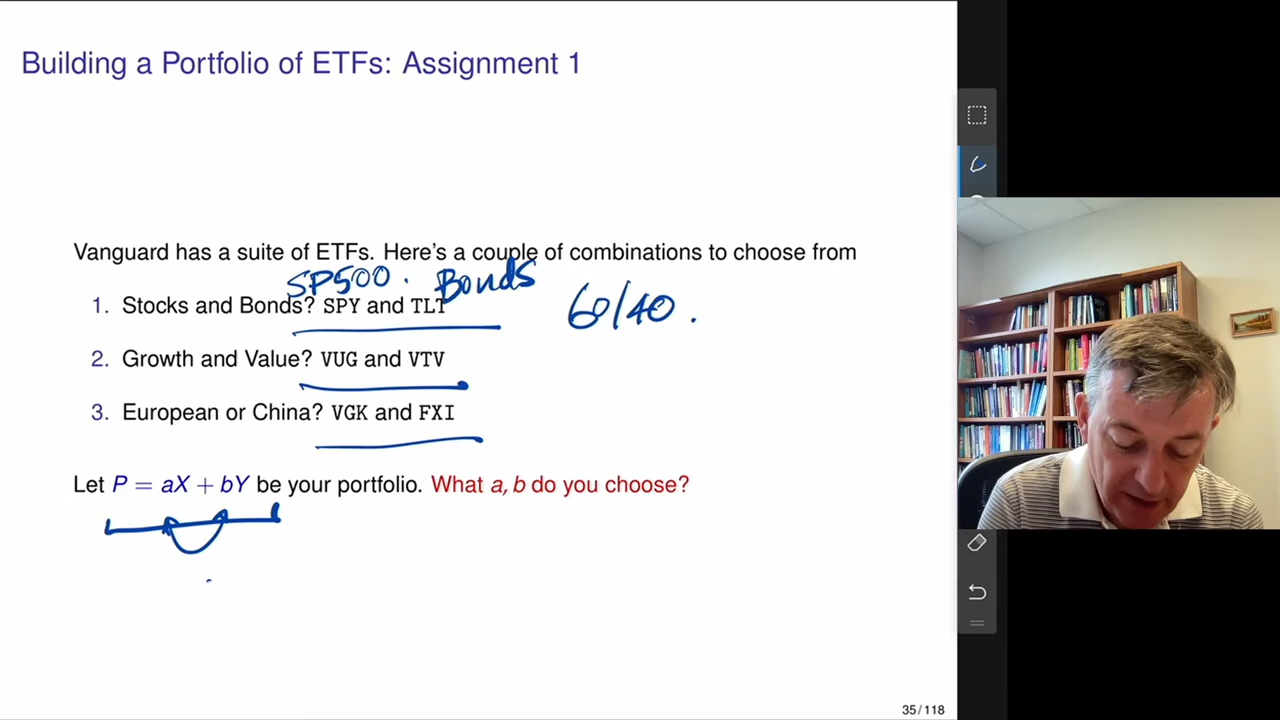 Building a Portfolio of ETFs: Assignment 1
Vanguard has a suite of ETFs. Here's a couple of combinations to choose from
SP500. Bonds
1. Stocks and Bonds? SPY and TLT
60/40.
2. Growth and Value? VUG and VTV
3. European or China? VGK and FXI
Let P = aX + bY be your portfolio. What a, b do you choose?
35 / 118